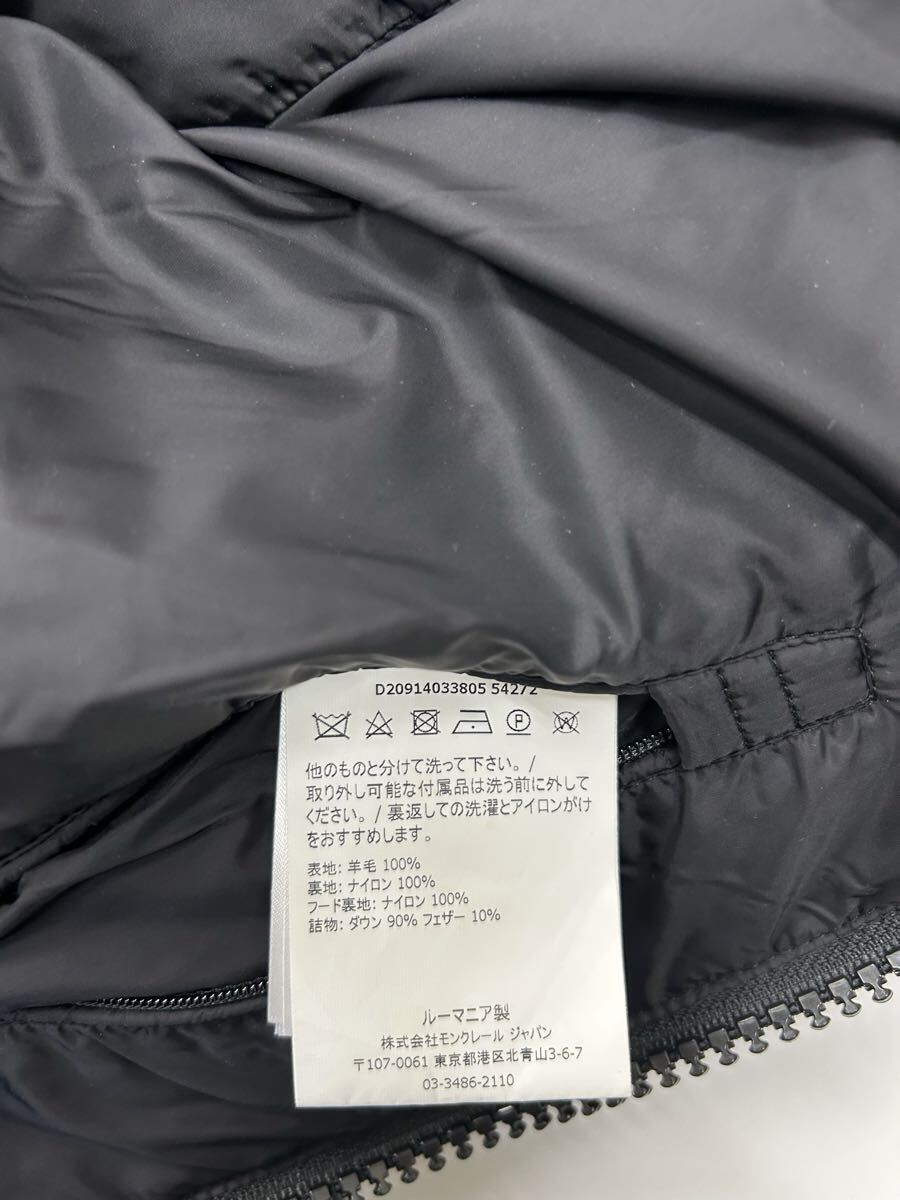 D20914033805 54272
他のものと分けて洗って下さい。/
取り外し可能な付属品は洗う前に外して
ください。/ 裏返しての洗濯とアイロンがけ
をおすすめします。
表地: 羊毛 100%
裏地: ナイロン 100%
フード裏地: ナイロン 100%
詰物: ダウン 90% フェザー 10%
ルーマニア製
株式会社モンクレール ジャパン
〒107-0061 東京都港区北青山3-6-7
03-3486-2110